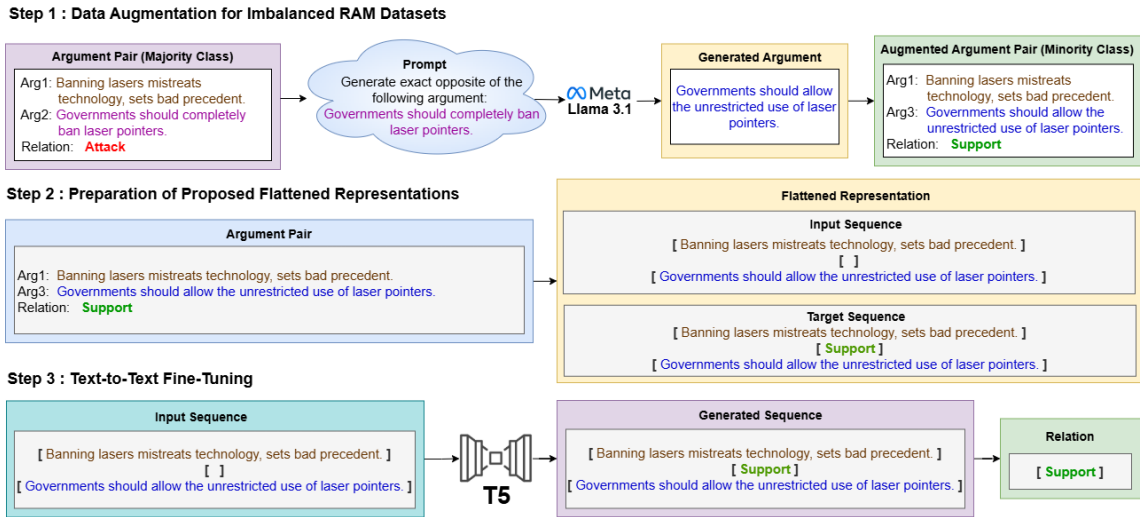 Step 1 : Data Augmentation for Imbalanced RAM Datasets
Argument Pair (Majority Class)
Arg1: Banning lasers mistreats
technology, sets bad precedent.
Arg2: Governments should completely
ban laser pointers.
Relation: Attack
Prompt
Generate exact opposite of the
following argument:
Governments should completely ban
laser pointers.
Meta
Llama 3.1
Generated Argument
Governments should allow
the unrestricted use of laser
pointers.
Augmented Argument Pair (Minority Class)
Arg1: Banning lasers mistreats
technology, sets bad precedent.
Arg3: Governments should allow the
unrestricted use of laser pointers.
Relation: Support
Step 2 : Preparation of Proposed Flattened Representations
Argument Pair
Arg1: Banning lasers mistreats technology, sets bad precedent.
Arg3: Governments should allow the unrestricted use of laser pointers.
Relation: Support
Flattened Representation
Input Sequence
[ Banning lasers mistreats technology, sets bad precedent. ]
[ ]
[ Governments should allow the unrestricted use of laser pointers. ]
Target Sequence
[ Banning lasers mistreats technology, sets bad precedent. ]
[ Support ]
[ Governments should allow the unrestricted use of laser pointers. ]
Step 3 : Text-to-Text Fine-Tuning
Input Sequence
[ Banning lasers mistreats technology, sets bad precedent. ]
[ ]
[ Governments should allow the unrestricted use of laser pointers. ]
T5
Generated Sequence
[ Banning lasers mistreats technology, sets bad precedent. ]
[ Support ]
[ Governments should allow the unrestricted use of laser pointers. ]
Relation
[ Support ]